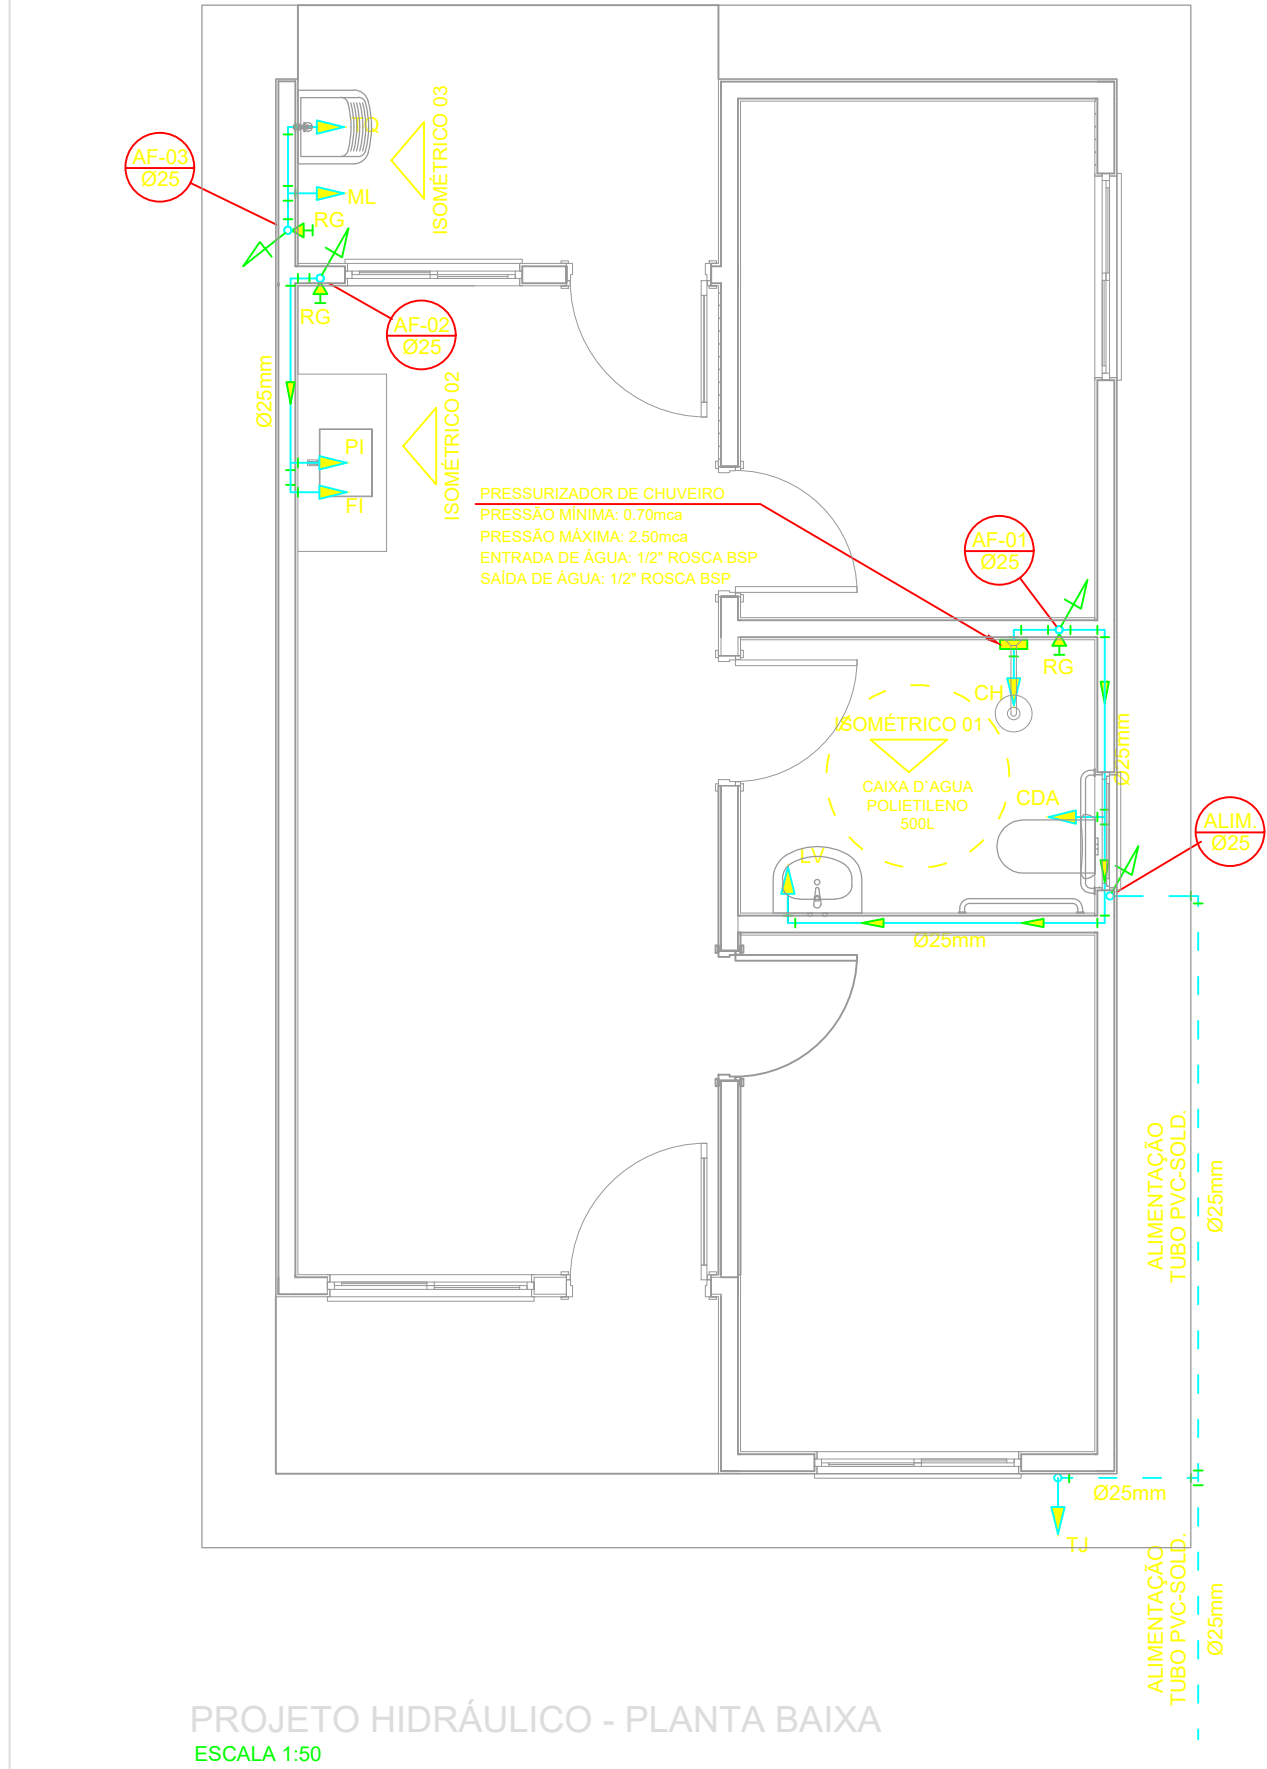 AF-03
Ø25
TQ
ISOMÉTRICO 03
ML
RG
RG
AF-02
Ø25
Ø25mm
PI
FI
ISOMÉTRICO 02
PRESSURIZADOR DE CHUVEIRO
PRESSÃO MÍNIMA: 0.70mca
PRESSÃO MÁXIMA: 2.50mca
ENTRADA DE ÁGUA: 1/2" ROSCA BSP
SAÍDA DE ÁGUA: 1/2" ROSCA BSP
AF-01
Ø25
RG
CH
ISOMÉTRICO 01
Ø25mm
CAIXA D`AGUA
POLIETILENO
500L
CDA
LV
ALIM.
Ø25
Ø25mm
ALIMENTAÇÃO
TUBO PVC-SOLD.
Ø25mm
Ø25mm
TJ
ALIMENTAÇÃO
TUBO PVC-SOLD.
Ø25mm
PROJETO HIDRÁULICO - PLANTA BAIXA
ESCALA 1:50